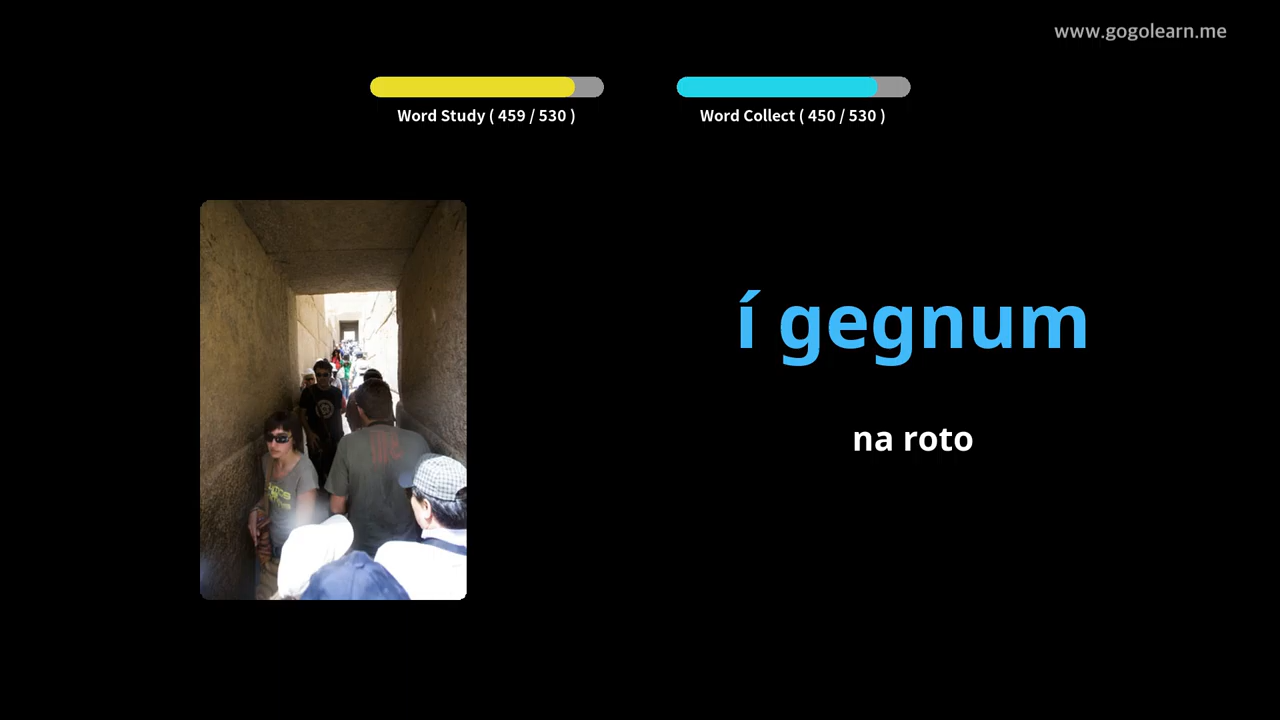 www.gogolearn.me
Word Study ( 459 / 530 )
Word Collect ( 450 / 530 )
í gegnum
na roto